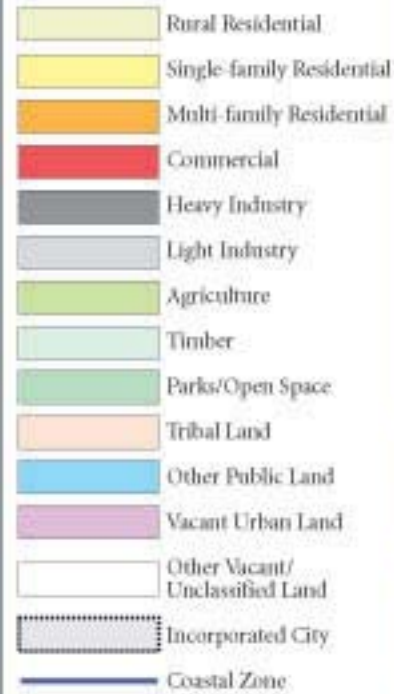 Rural Residential
Single-family Residential
Multi-family Residential
Commercial
Heavy Industry
Light Industry
Agriculture
Timber
Parks/Open Space
Tribal Land
Other Public Land
Vacant Urban Land
Other Vacant/
Unclassified Land
Incorporated City
Coastal Zone